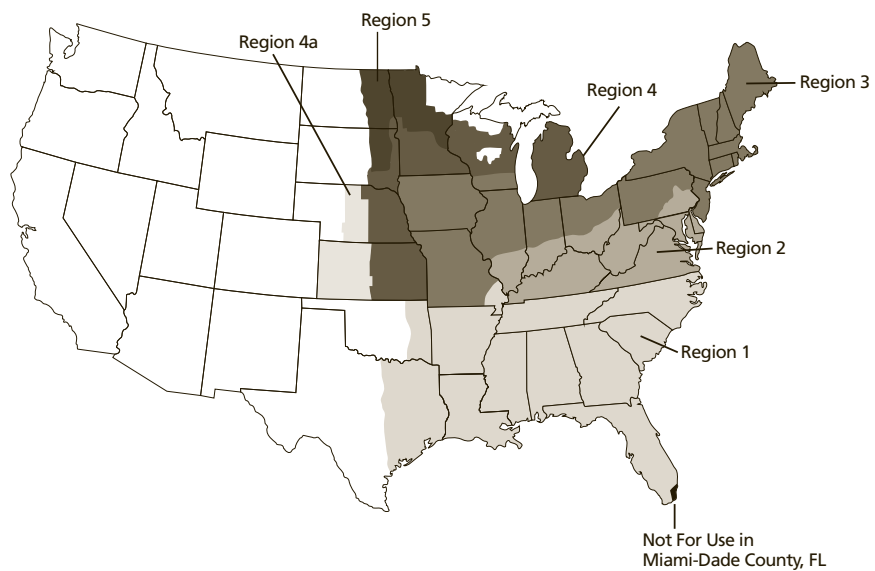 Region 5
Region 4a
Region 4
Region 3
Region 2
Region 1
Not For Use in
Miami-Dade County, FL